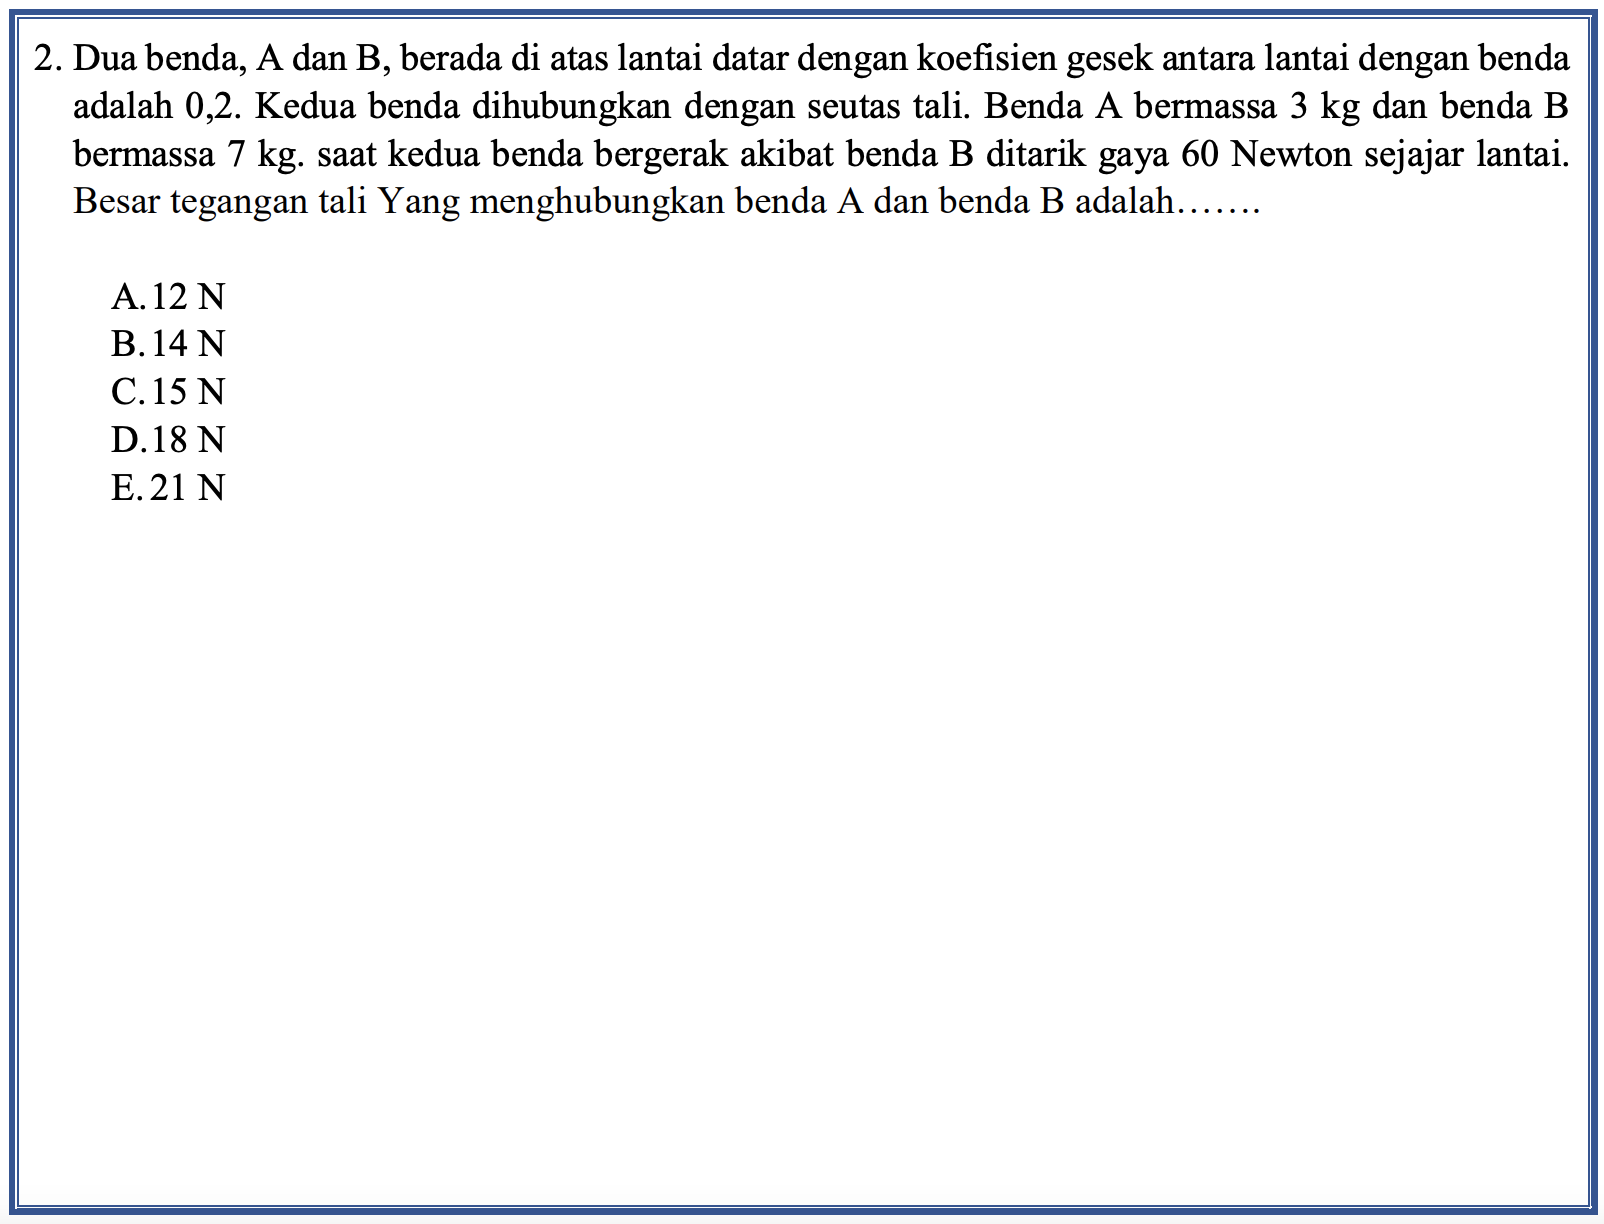 2. Dua benda, A dan B, berada di atas lantai datar dengan koefisien gesek antara lantai dengan benda
adalah 0,2. Kedua benda dihubungkan dengan seutas tali. Benda A bermassa 3 kg dan benda B
bermassa 7 kg. saat kedua benda bergerak akibat benda B ditarik gaya 60 Newton sejajar lantai.
Besar tegangan tali Yang menghubungkan benda A dan benda B adalah…….
A. 12 N
B. 14 N
C. 15 N
D. 18 N
E. 21 N